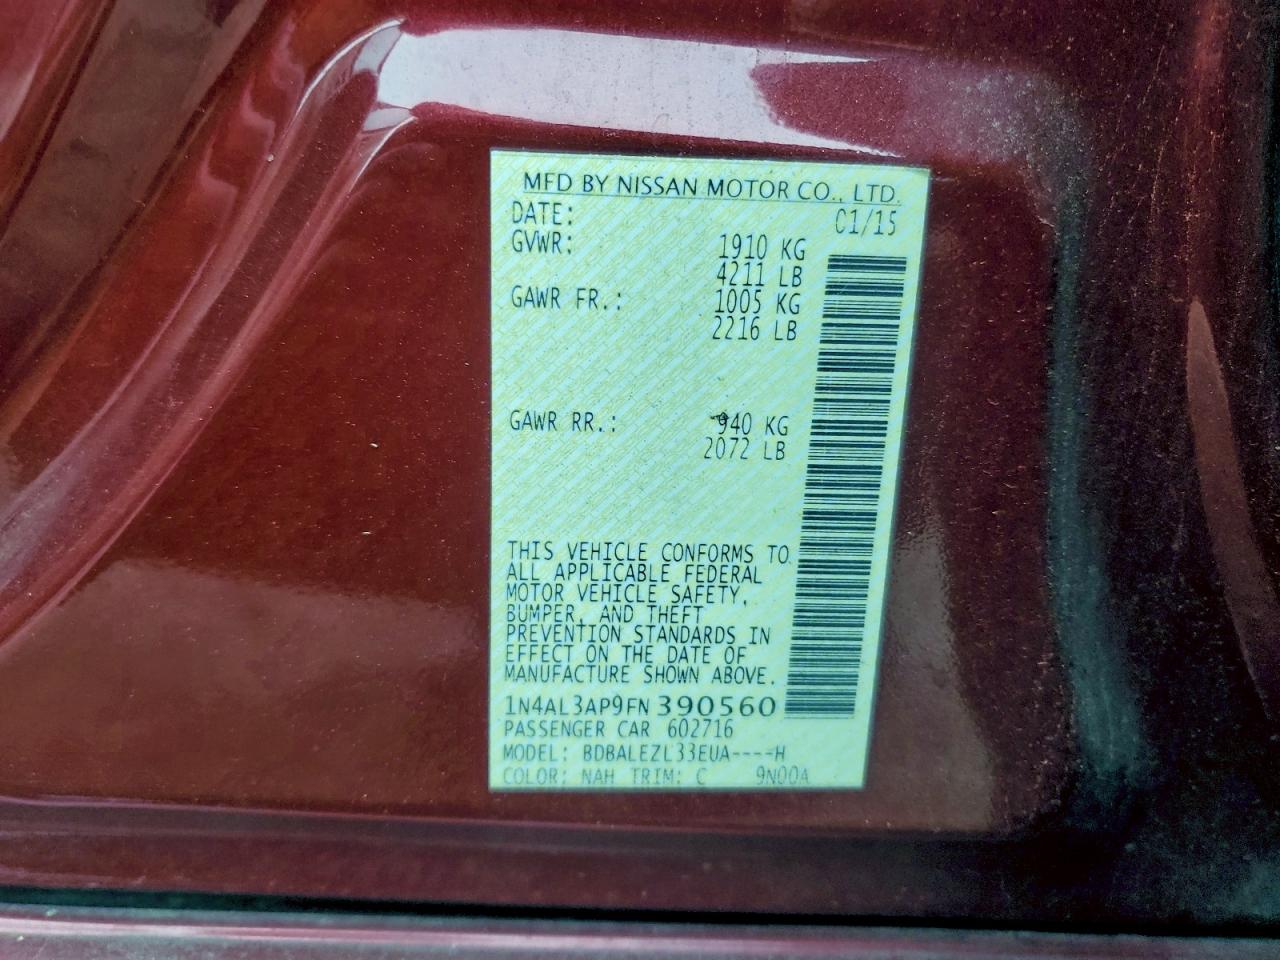 MFD BY NISSAN MOTOR CO., LTD.
DATE: 01/15
GVWR: 1910 KG
4211 LB
GAWR FR.: 1005 KG
2216 LB
GAWR RR.: 940 KG
2072 LB
THIS VEHICLE CONFORMS TO
ALL APPLICABLE FEDERAL
MOTOR VEHICLE SAFETY,
BUMPER, AND THEFT
PREVENTION STANDARDS IN
EFFECT ON THE DATE OF
MANUFACTURE SHOWN ABOVE.
1N4AL3AP9FN390560
PASSENGER CAR 602716
MODEL: BDBALEZL33EUA----H
COLOR: NAH TRIM: C 9N00A